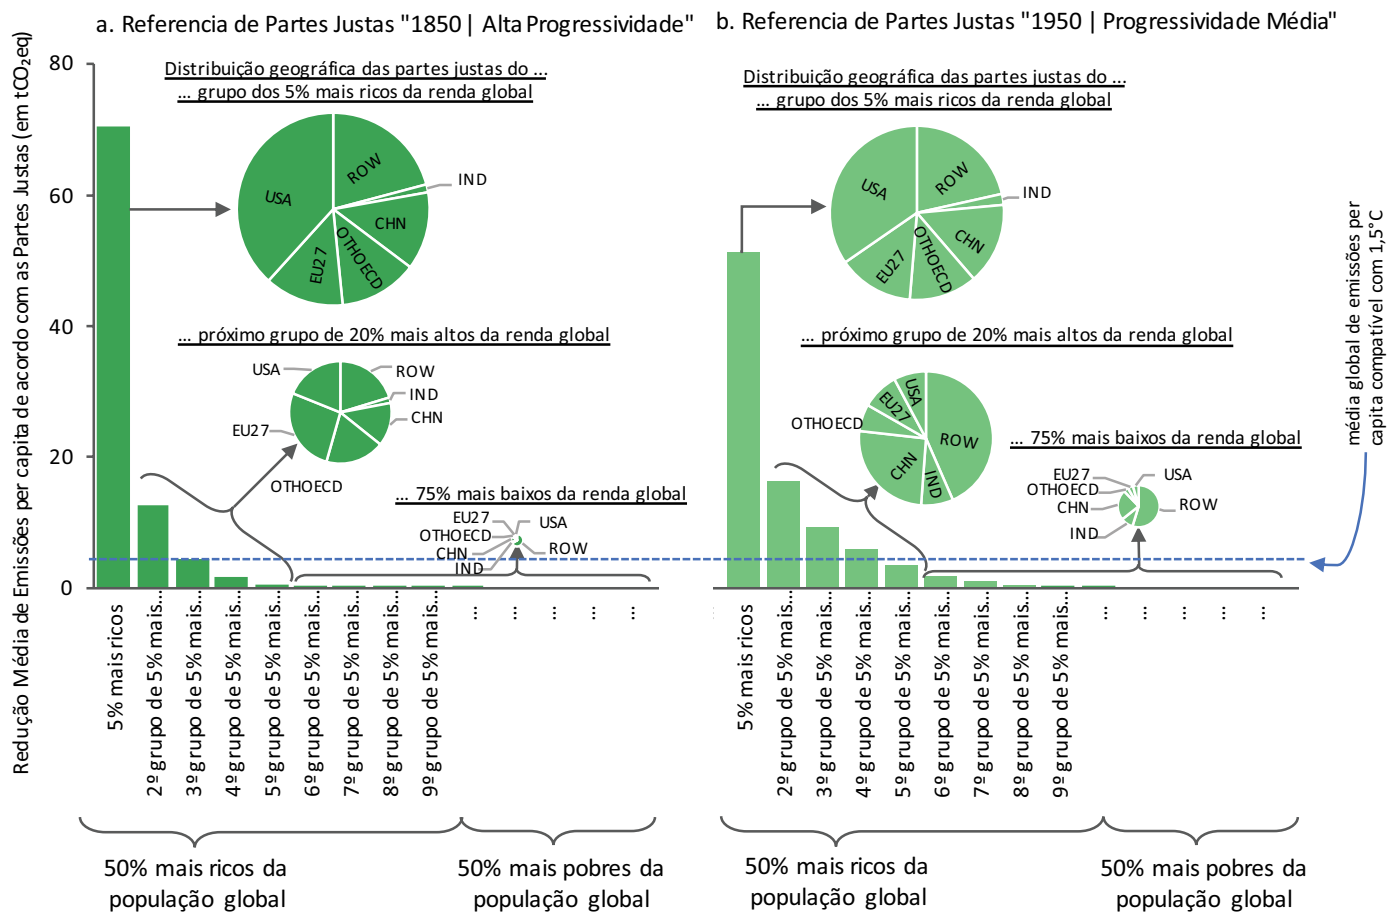 a. Referencia de Partes Justas "1850 | Alta Progressividade"
Redução Média de Emissões per capita de acordo com as Partes Justas (em tCO₂eq)
80
60
40
20
0
Distribuição geográfica das partes justas do ...
... grupo dos 5% mais ricos da renda global
USA
ROW
IND
CHN
OTHOECD
EU27
... próximo grupo de 20% mais altos da renda global
USA
ROW
IND
CHN
EU27
OTHOECD
... 75% mais baixos da renda global
EU27
USA
OTHOECD
ROW
CHN
IND
5% mais ricos
2º grupo de 5% mais...
3º grupo de 5% mais...
4º grupo de 5% mais...
5º grupo de 5% mais...
6º grupo de 5% mais...
7º grupo de 5% mais...
8º grupo de 5% mais...
9º grupo de 5% mais...
...
...
...
...
...
50% mais ricos da
população global
50% mais pobres da
população global
b. Referencia de Partes Justas "1950 | Progressividade Média"
Distribuição geográfica das partes justas do ...
... grupo dos 5% mais ricos da renda global
USA
ROW
IND
CHN
OTHOECD
EU27
... próximo grupo de 20% mais altos da renda global
USA
EU27
OTHOECD
ROW
CHN
IND
... 75% mais baixos da renda global
EU27
USA
OTHOECD
CHN
ROW
IND
5% mais ricos
2º grupo de 5% mais...
3º grupo de 5% mais...
4º grupo de 5% mais...
5º grupo de 5% mais...
6º grupo de 5% mais...
7º grupo de 5% mais...
8º grupo de 5% mais...
9º grupo de 5% mais...
...
...
...
...
...
50% mais ricos da
população global
50% mais pobres da
população global
média global de emissões per
capita compatível com 1,5°C